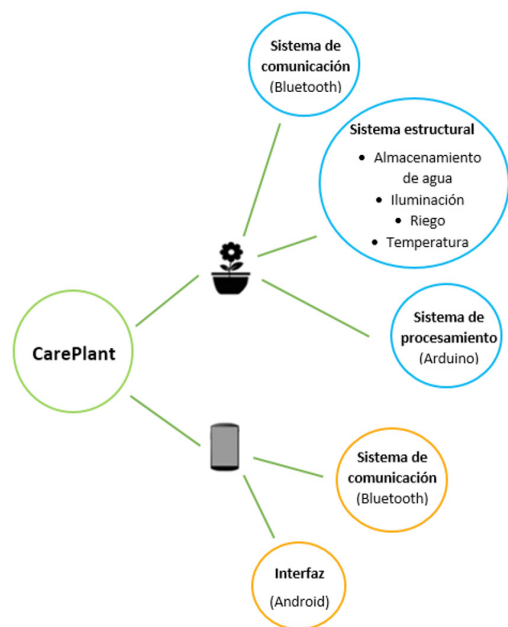 Sistema de
comunicación
(Bluetooth)
Sistema estructural
• Almacenamiento
de agua
• Iluminación
• Riego
• Temperatura
Sistema de
procesamiento
(Arduino)
CarePlant
Sistema de
comunicación
(Bluetooth)
Interfaz
(Android)